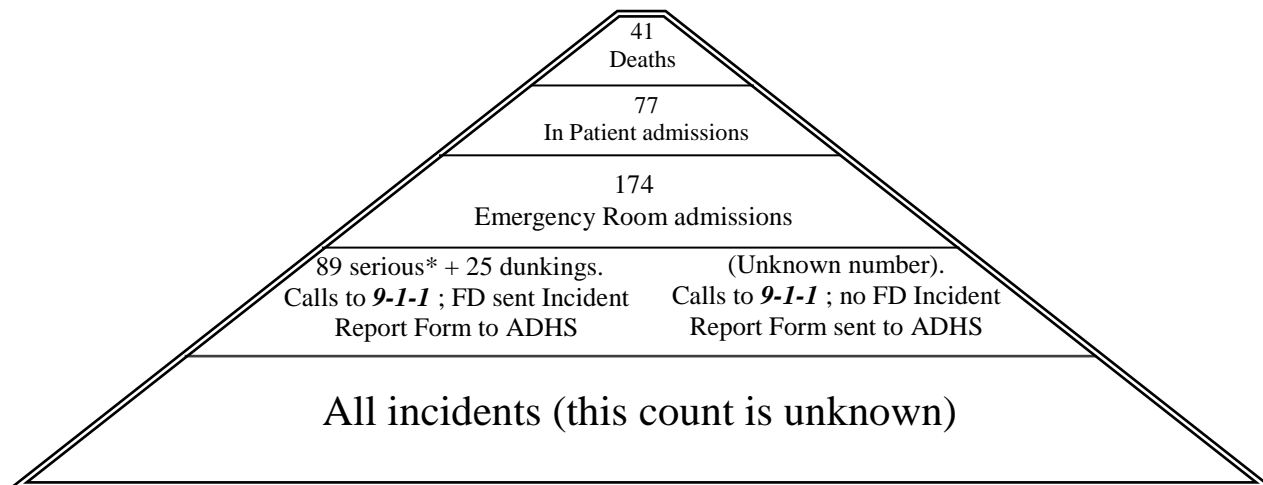 41
Deaths
77
In Patient admissions
174
Emergency Room admissions
89 serious* + 25 dunkings.
Calls to 9-1-1 ; FD sent Incident
Report Form to ADHS
(Unknown number).
Calls to 9-1-1 ; no FD Incident
Report Form sent to ADHS
All incidents (this count is unknown)